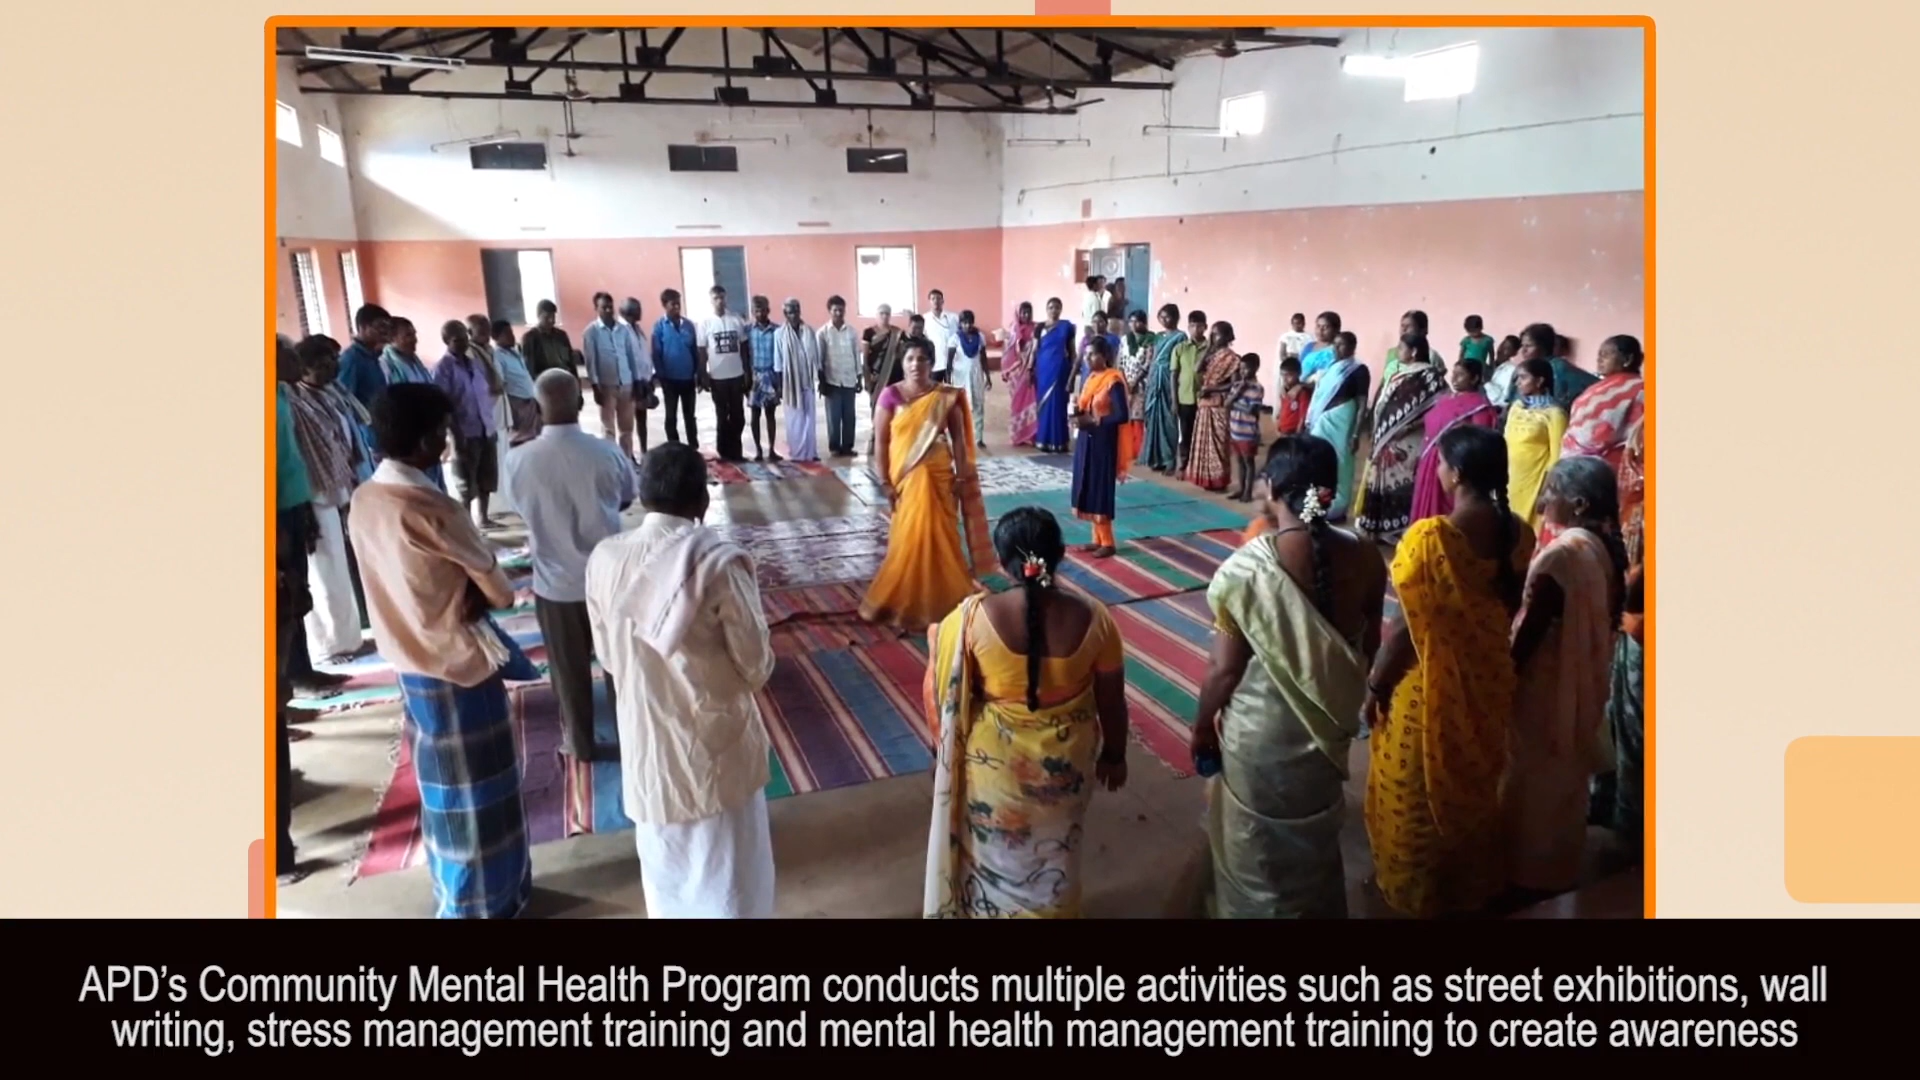 APD’s Community Mental Health Program conducts multiple activities such as street exhibitions, wall
writing, stress management training and mental health management training to create awareness